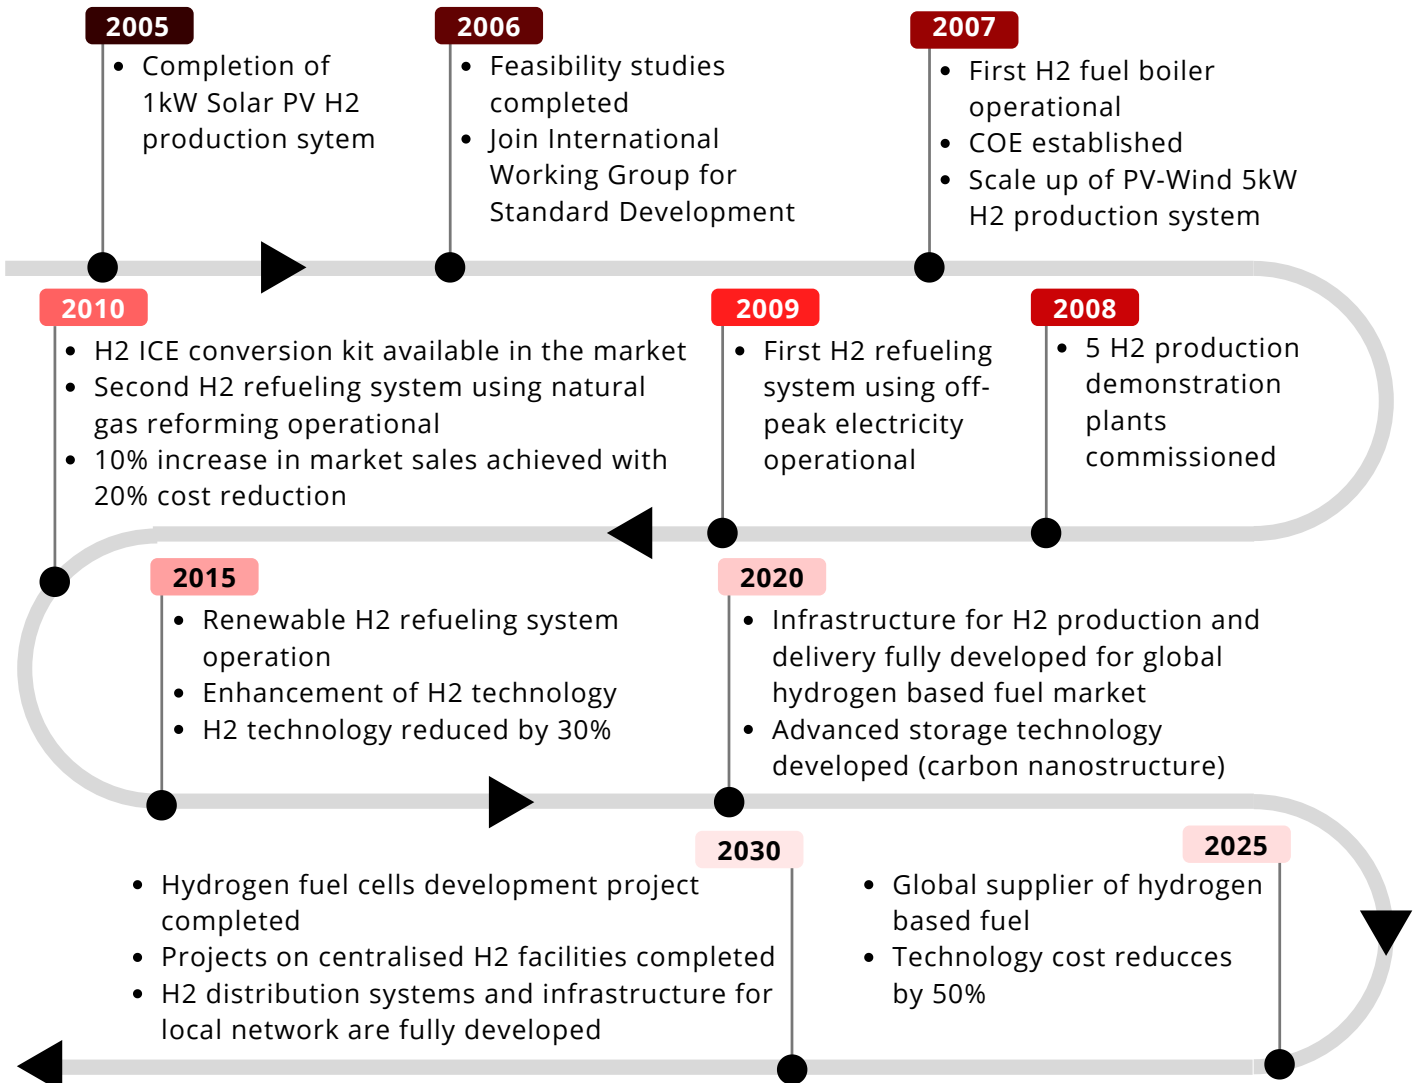 2005
• Completion of
1kW Solar PV H2
production sytem
2006
• Feasibility studies
completed
• Join International
Working Group for
Standard Development
2007
• First H2 fuel boiler
operational
• COE established
• Scale up of PV-Wind 5kW
H2 production system
2008
• 5 H2 production
demonstration
plants
commissioned
2009
• First H2 refueling
system using off-
peak electricity
operational
2010
• H2 ICE conversion kit available in the market
• Second H2 refueling system using natural
gas reforming operational
• 10% increase in market sales achieved with
20% cost reduction
2015
• Renewable H2 refueling system
operation
• Enhancement of H2 technology
• H2 technology reduced by 30%
2020
• Infrastructure for H2 production and
delivery fully developed for global
hydrogen based fuel market
• Advanced storage technology
developed (carbon nanostructure)
2025
• Global supplier of hydrogen
based fuel
• Technology cost reducces
by 50%
2030
• Hydrogen fuel cells development project
completed
• Projects on centralised H2 facilities completed
• H2 distribution systems and infrastructure for
local network are fully developed